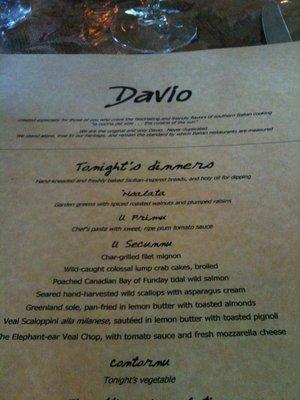 Davio
created especially for those of you who crave the fascinating and friendly flavors of southern Italian cooking
"la cucina del sole . . . the cuisine of the sun"
We are the original and only Davio. Never duplicated.
We stand alone, true to our heritage, and remain the standard by which Italian restaurants are measured
Tonight's dinners
Hand-kneaded and freshly baked Sicilian-inspired breads, and holy oil for dipping
'Nsalata
Garden greens with spiced roasted walnuts and plumped raisins
U Primu
Chef's pasta with sweet, ripe plum tomato sauce
U Secunnu
Char-grilled filet mignon
Wild-caught colossal lump crab cakes, broiled
Poached Canadian Bay of Funday tidal wild salmon
Seared hand-harvested wild scallops with asparagus cream
Greenland sole, pan-fried in lemon butter with toasted almonds
Veal Scaloppini alla milanese, sautéed in lemon butter with toasted pignoli
The Elephant-ear Veal Chop, with tomato sauce and fresh mozzarella cheese
Contornu
Tonight's vegetable